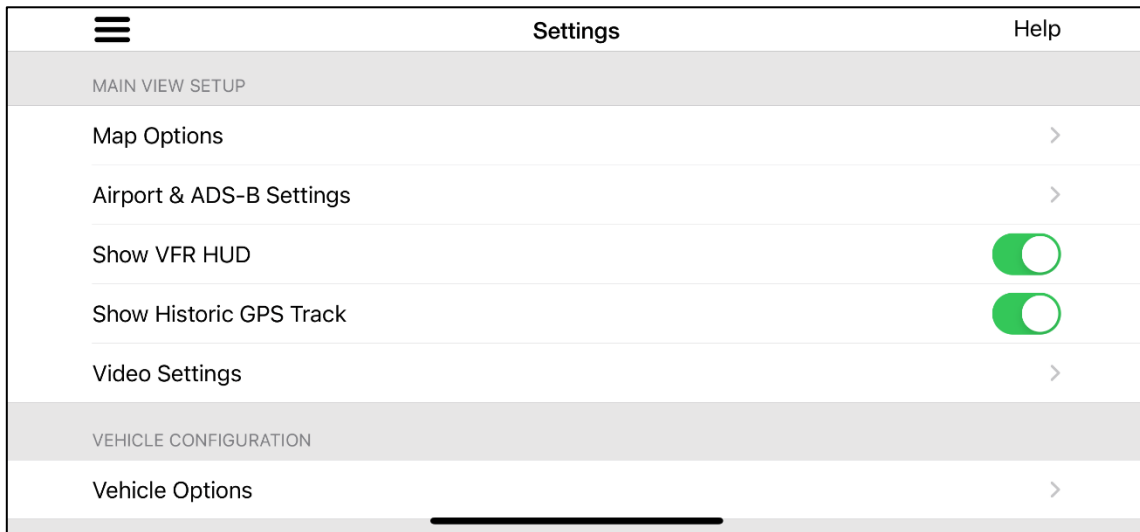 Settings
Help
MAIN VIEW SETUP
Map Options
Airport & ADS-B Settings
Show VFR HUD
Show Historic GPS Track
Video Settings
VEHICLE CONFIGURATION
Vehicle Options